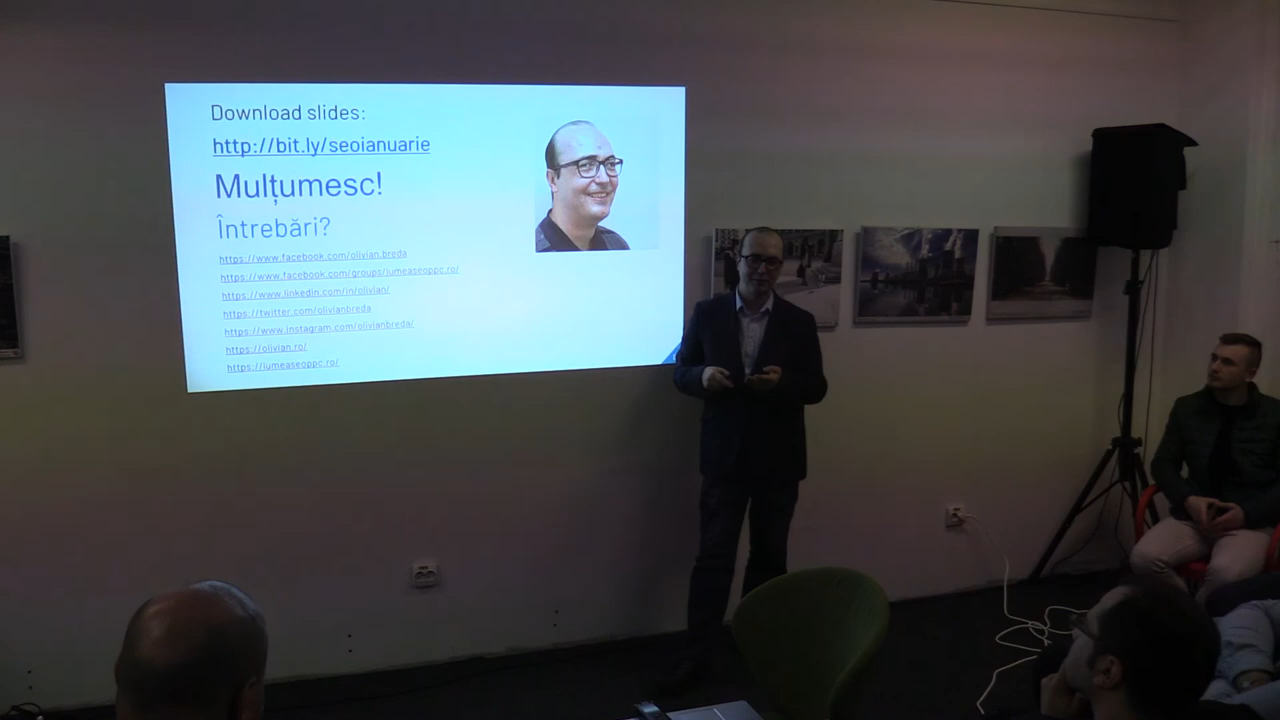 Download slides:
http://bit.ly/seoianuarie
Mulțumesc!
Întrebări?
https://www.facebook.com/olivian.breda
https://www.facebook.com/groups/lumeaseoppc.ro/
https://www.linkedin.com/in/olivian/
https://twitter.com/olivianbreda
https://www.instagram.com/olivianbreda/
https://olivian.ro/
https://lumeaseoppc.ro/